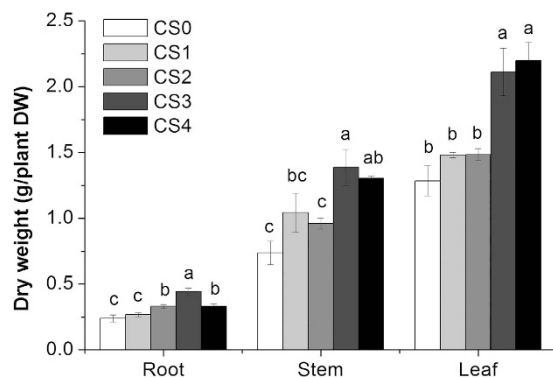 CS0
CS1
CS2
CS3
CS4
Dry weight (g/plant DW)
2.5
2.0
1.5
1.0
0.5
0.0
c c b a b
c bc c a ab
b b b a a
Root Stem Leaf